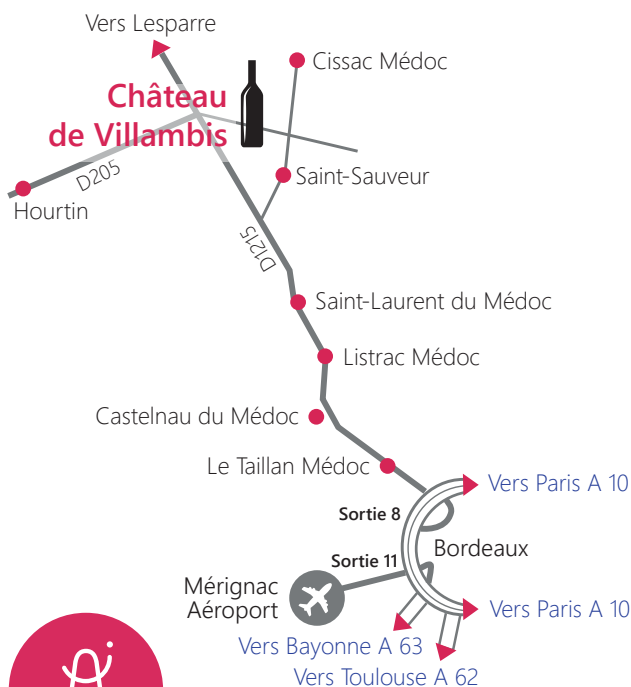 Vers Lesparre
Cissac Médoc
Château
de Villambis
D205
Saint-Sauveur
Hourtin
D1215
Saint-Laurent du Médoc
Listrac Médoc
Castelnau du Médoc
Le Taillan Médoc
Vers Paris A 10
Sortie 8
Bordeaux
Sortie 11
Mérignac
Aéroport
Vers Paris A 10
Vers Bayonne A 63
Vers Toulouse A 62